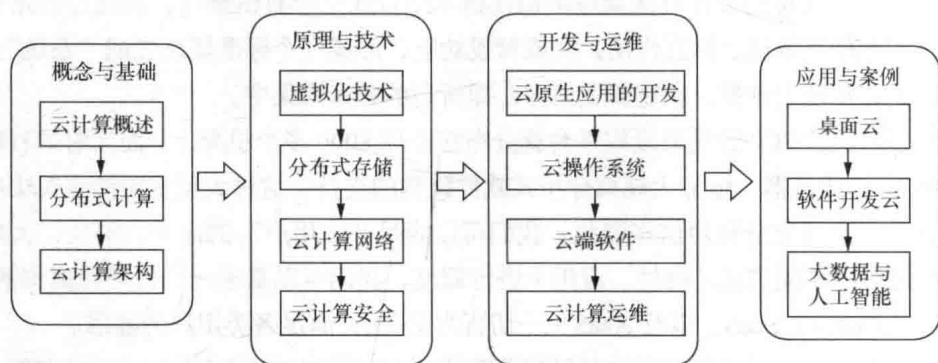 概念与基础
云计算概述
分布式计算
云计算架构
原理与技术
虚拟化技术
分布式存储
云计算网络
云计算安全
开发与运维
云原生应用的开发
云操作系统
云端软件
云计算运维
应用与案例
桌面云
软件开发云
大数据与
人工智能